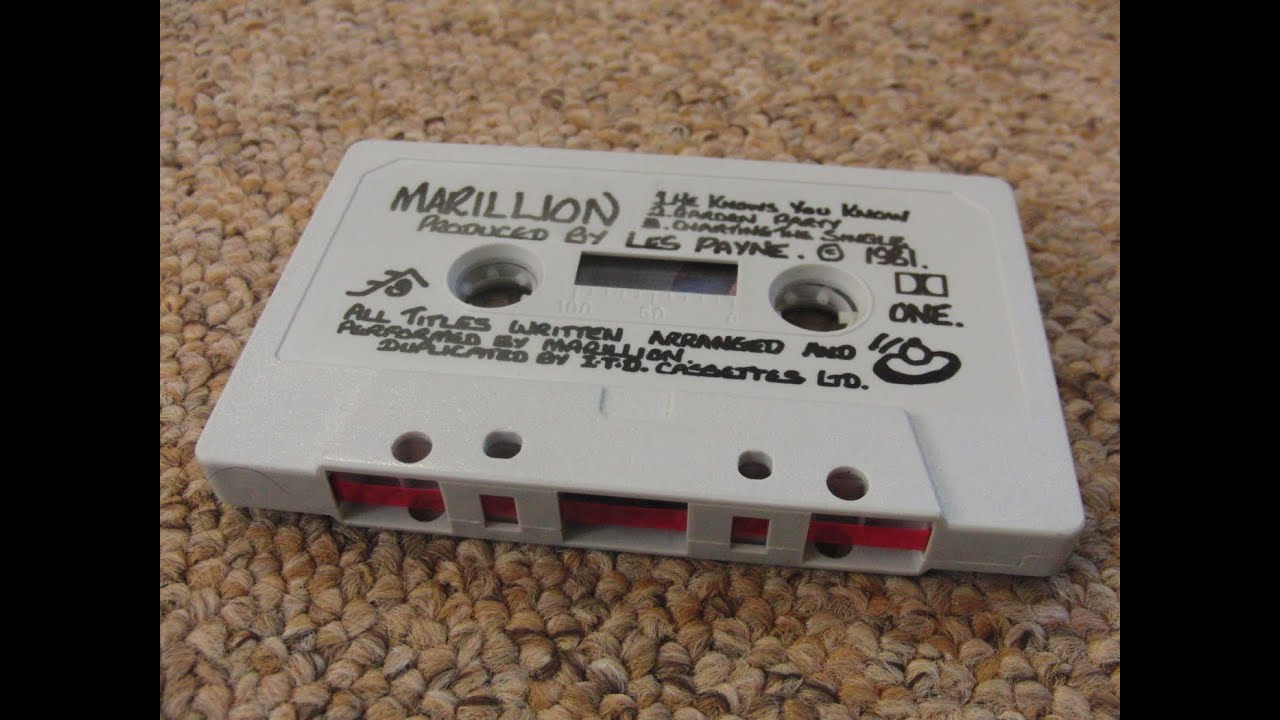 MARILLION
1. HE KNOWS YOU KNOW
2. GARDEN PARTY
3. CHARTING THE SINGLE
PRODUCED BY LES PAYNE. © 1981.
100 50 0
ONE.
ALL TITLES WRITTEN ARRANGED AND
PERFORMED BY MARILLION.
DUPLICATED BY I.T.D. CASSETTES LTD.